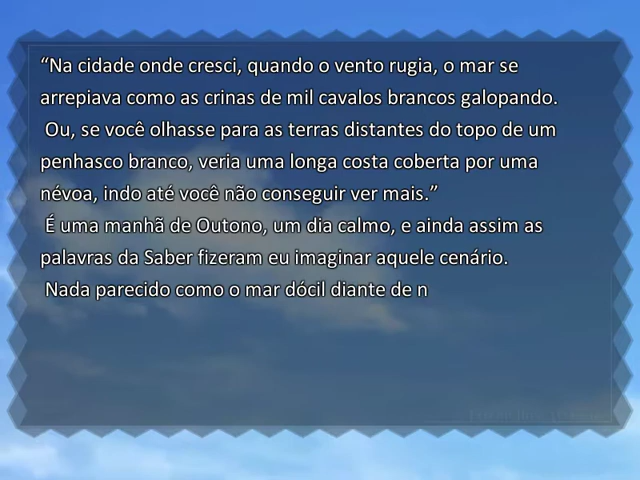 “Na cidade onde cresci, quando o vento rugia, o mar se
arrepiava como as crinas de mil cavalos brancos galopando.
Ou, se você olhasse para as terras distantes do topo de um
penhasco branco, veria uma longa costa coberta por uma
névoa, indo até você não conseguir ver mais.”
É uma manhã de Outono, um dia calmo, e ainda assim as
palavras da Saber fizeram eu imaginar aquele cenário.
Nada parecido como o mar dócil diante de n